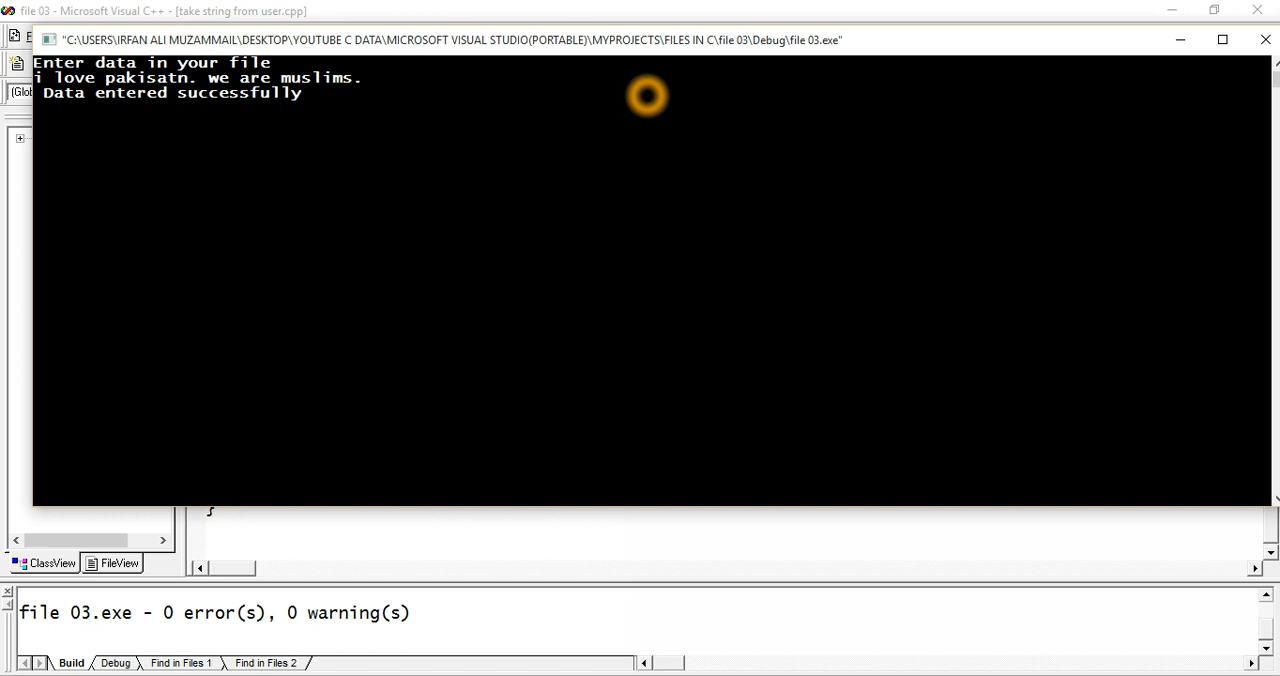 file 03 - Microsoft Visual C++ - [take string from user.cpp]
"C:\USERS\IRFAN ALI MUZAMMAIL\DESKTOP\YOUTUBE C DATA\MICROSOFT VISUAL STUDIO(PORTABLE)\MYPROJECTS\FILES IN C\file 03\Debug\file 03.exe"
F
Enter data in your file
i love pakisatn. we are muslims.
(Glob
Data entered successfully
}
ClassView FileView
file 03.exe - 0 error(s), 0 warning(s)
Build Debug Find in Files 1 Find in Files 2